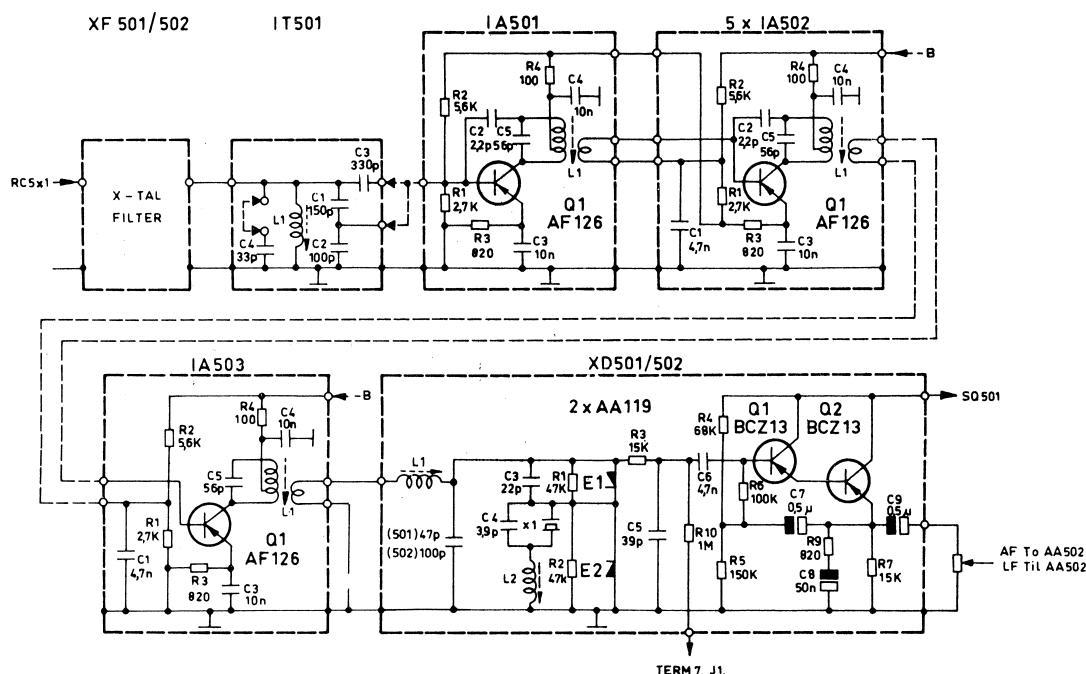 XF 501/502
IT501
IA501
5 x IA502
RC5x1
X-TAL
FILTER
L1
C4
33p
C1
150p
C2
100p
C3
330p
R2
5,6K
R4
100
C4
10n
C2
2,2p
C5
56p
L1
R1
2,7K
Q1
AF126
R3
820
C3
10n
-B
R2
5,6K
R4
100
C4
10n
C2
2,2p
C5
56p
L1
R1
2,7K
Q1
AF126
C1
4,7n
R3
820
C3
10n
IA503
-B
R4
100
C4
10n
R2
5,6K
C5
56p
L1
R1
2,7K
Q1
AF126
C1
4,7n
R3
820
C3
10n
XD501/502
2 x AA119
L1
(501) 47p
(502) 100p
C3
22p
R1
47K
E1
C4
3,9p
x1
L2
R2
47k
E2
R3
15K
C5
39p
R10
1M
C6
4,7n
R4
68K
Q1
BCZ13
Q2
BCZ13
R6
100K
C7
0,5µ
C9
0,5µ
R9
820
C8
50n
R5
150K
R7
15K
SQ501
AF To AA502
LF Til AA502
TERM 7. J1.